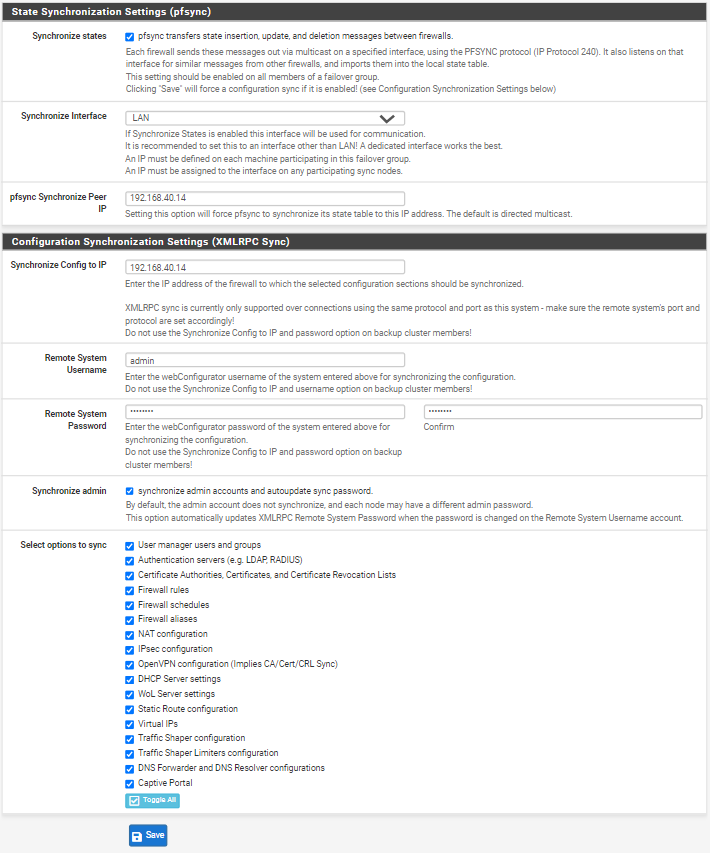 State Synchronization Settings (pfsync)
Synchronize states
pfsync transfers state insertion, update, and deletion messages between firewalls.
Each firewall sends these messages out via multicast on a specified interface, using the PFSYNC protocol (IP Protocol 240). It also listens on that
interface for similar messages from other firewalls, and imports them into the local state table.
This setting should be enabled on all members of a failover group.
Clicking "Save" will force a configuration sync if it is enabled! (see Configuration Synchronization Settings below)
Synchronize Interface
LAN
If Synchronize States is enabled this interface will be used for communication.
It is recommended to set this to an interface other than LAN! A dedicated interface works the best.
An IP must be defined on each machine participating in this failover group.
An IP must be assigned to the interface on any participating sync nodes.
pfsync Synchronize Peer
IP
192.168.40.14
Setting this option will force pfsync to synchronize its state table to this IP address. The default is directed multicast.
Configuration Synchronization Settings (XMLRPC Sync)
Synchronize Config to IP
192.168.40.14
Enter the IP address of the firewall to which the selected configuration sections should be synchronized.
XMLRPC sync is currently only supported over connections using the same protocol and port as this system - make sure the remote system's port and
protocol are set accordingly!
Do not use the Synchronize Config to IP and password option on backup cluster members!
Remote System
Username
admin
Enter the webConfigurator username of the system entered above for synchronizing the configuration.
Do not use the Synchronize Config to IP and username option on backup cluster members!
Remote System
Password
••••••••
••••••••
Enter the webConfigurator password of the system entered above for
synchronizing the configuration.
Do not use the Synchronize Config to IP and password option on backup
cluster members!
Confirm
Synchronize admin
synchronize admin accounts and autoupdate sync password.
By default, the admin account does not synchronize, and each node may have a different admin password.
This option automatically updates XMLRPC Remote System Password when the password is changed on the Remote System Username account.
Select options to sync
User manager users and groups
Authentication servers (e.g. LDAP, RADIUS)
Certificate Authorities, Certificates, and Certificate Revocation Lists
Firewall rules
Firewall schedules
Firewall aliases
NAT configuration
IPsec configuration
OpenVPN configuration (Implies CA/Cert/CRL Sync)
DHCP Server settings
WoL Server settings
Static Route configuration
Virtual IPs
Traffic Shaper configuration
Traffic Shaper Limiters configuration
DNS Forwarder and DNS Resolver configurations
Captive Portal
Toggle All
Save